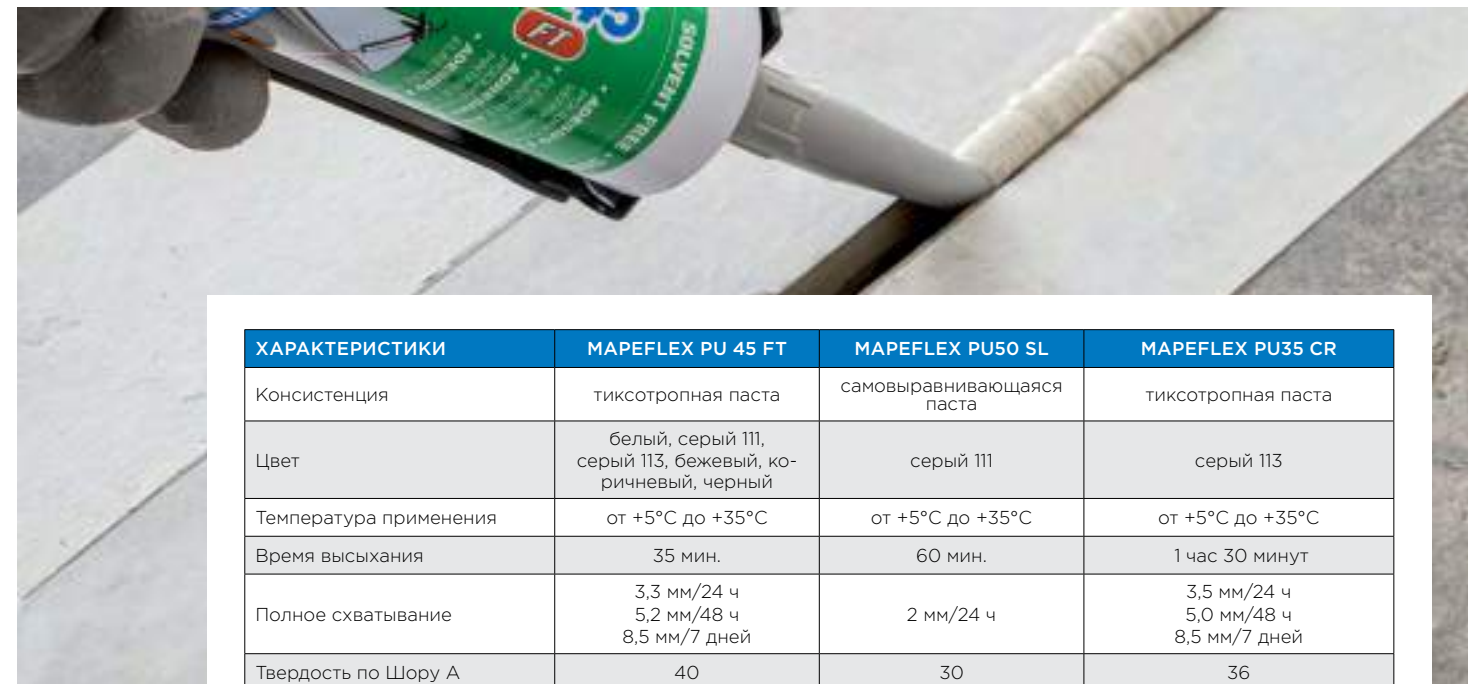 SOLVENT FREE
FT
ХАРАКТЕРИСТИКИ MAPEFLEX PU 45 FT MAPEFLEX PU50 SL MAPEFLEX PU35 CR
Консистенция тиксотропная паста самовыравнивающаяся
паста тиксотропная паста
Цвет белый, серый 111,
серый 113, бежевый, ко-
ричневый, черный серый 111 серый 113
Температура применения от +5°C до +35°C от +5°C до +35°C от +5°C до +35°C
Время высыхания 35 мин. 60 мин. 1 час 30 минут
Полное схватывание 3,3 мм/24 ч
5,2 мм/48 ч
8,5 мм/7 дней 2 мм/24 ч 3,5 мм/24 ч
5,0 мм/48 ч
8,5 мм/7 дней
Твердость по Шору А 40 30 36